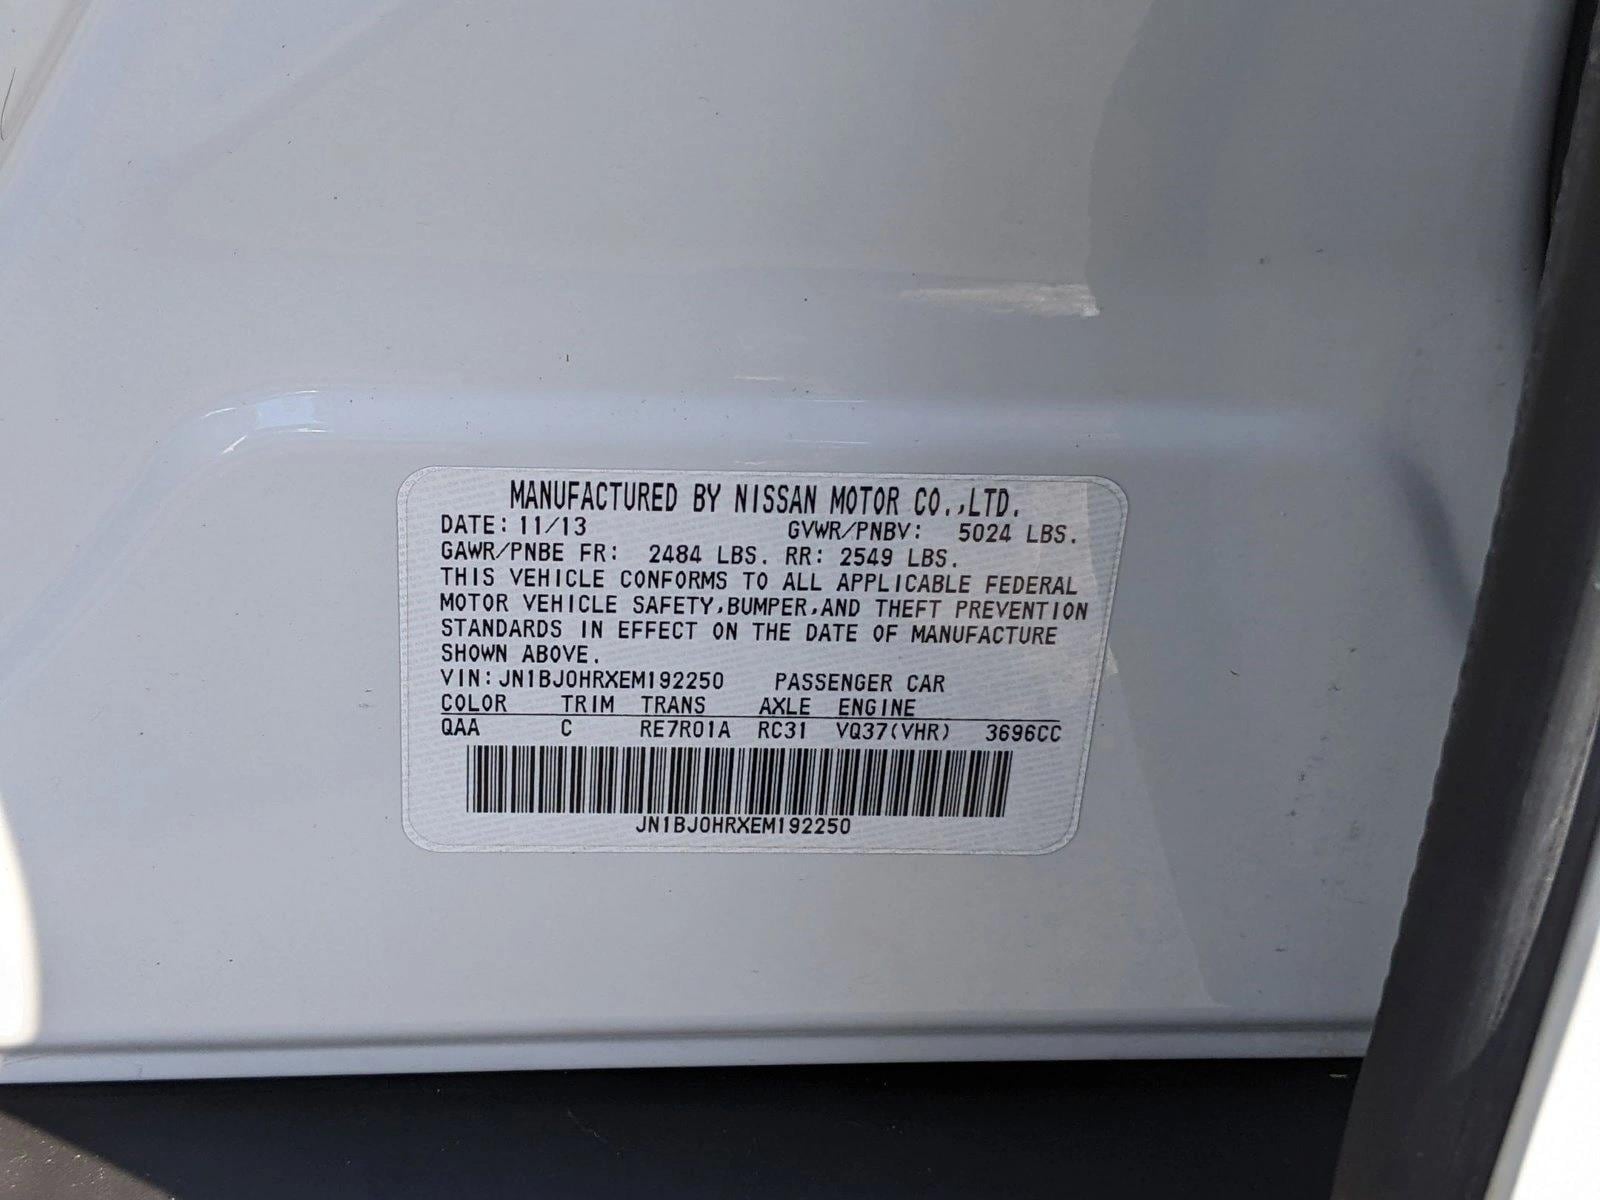 MANUFACTURED BY NISSAN MOTOR CO.,LTD.
DATE: 11/13 GVWR/PNBV: 5024 LBS.
GAWR/PNBE FR: 2484 LBS. RR: 2549 LBS.
THIS VEHICLE CONFORMS TO ALL APPLICABLE FEDERAL
MOTOR VEHICLE SAFETY,BUMPER,AND THEFT PREVENTION
STANDARDS IN EFFECT ON THE DATE OF MANUFACTURE
SHOWN ABOVE.
VIN:JN1BJ0HRXEM192250 PASSENGER CAR
COLOR TRIM TRANS AXLE ENGINE
QAA C RE7R01A RC31 VQ37(VHR) 3696CC
JN1BJ0HRXEM192250